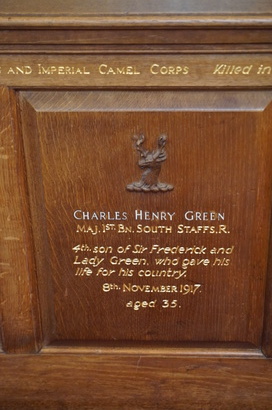 AND IMPERIAL CAMEL CORPS Killed in
CHARLES HENRY GREEN
MAJ. 1ST. BN. SOUTH STAFFS. R.
4th. son of Sir Frederick and
Lady Green, who gave his
life for his country.
8th. NOVEMBER 1917.
aged 35.